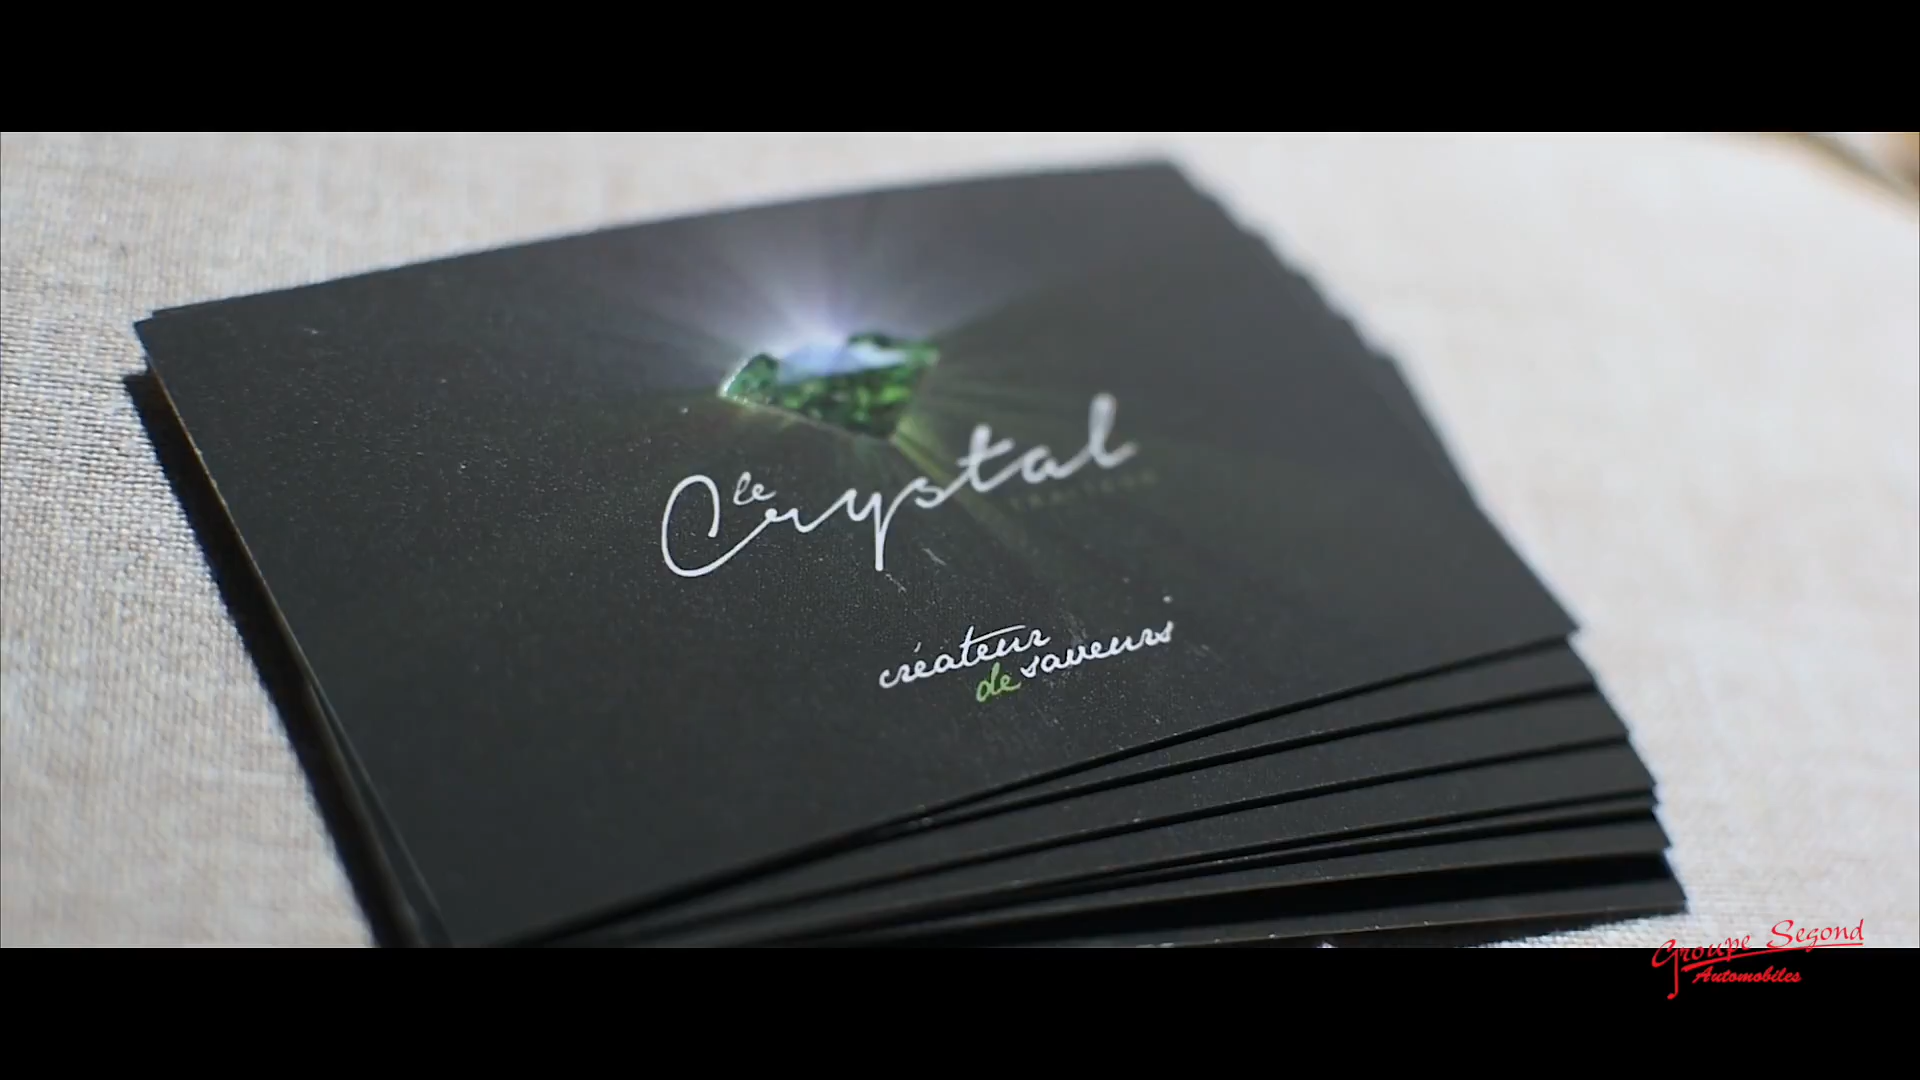 le
Crystal
créateur
de saveurs
Groupe Segond
Automobiles